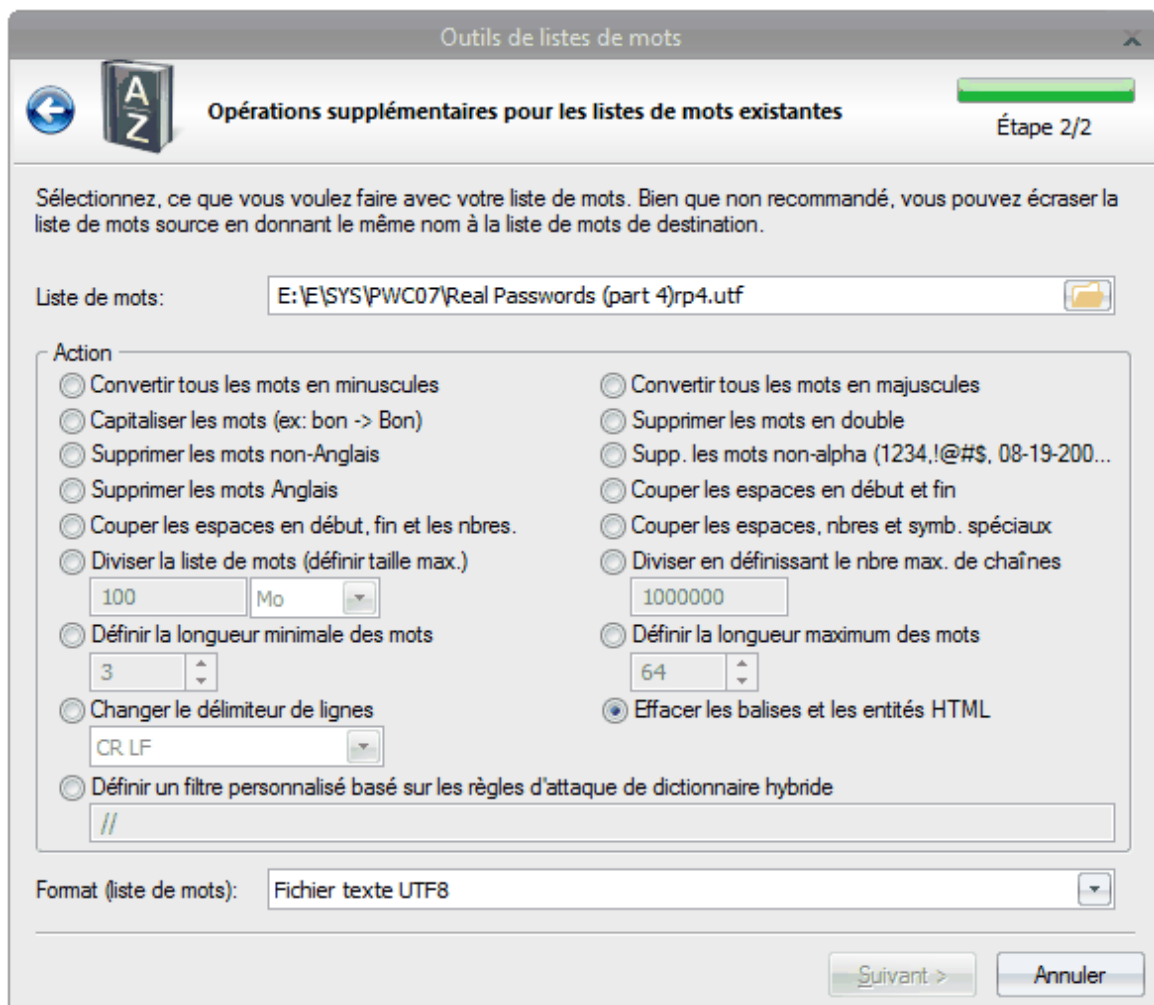 Outils de listes de mots
A
Z
Opérations supplémentaires pour les listes de mots existantes
Étape 2/2
Sélectionnez, ce que vous voulez faire avec votre liste de mots. Bien que non recommandé, vous pouvez écraser la
liste de mots source en donnant le même nom à la liste de mots de destination.
Liste de mots: E:\E\SYS\PWC07\Real Passwords (part 4)rp4.utf
Action
Convertir tous les mots en minuscules
Convertir tous les mots en majuscules
Capitaliser les mots (ex: bon -> Bon)
Supprimer les mots en double
Supprimer les mots non-Anglais
Supp. les mots non-alpha (1234,!@#$, 08-19-200...
Supprimer les mots Anglais
Couper les espaces en début et fin
Couper les espaces en début, fin et les nbres.
Couper les espaces, nbres et symb. spéciaux
Diviser la liste de mots (définir taille max.)
Diviser en définissant le nbre max. de chaînes
100 Mo
1000000
Définir la longueur minimale des mots
Définir la longueur maximum des mots
3
64
Changer le délimiteur de lignes
Effacer les balises et les entités HTML
CR LF
Définir un filtre personnalisé basé sur les règles d'attaque de dictionnaire hybride
//
Format (liste de mots): Fichier texte UTF8
Suivant >
Annuler